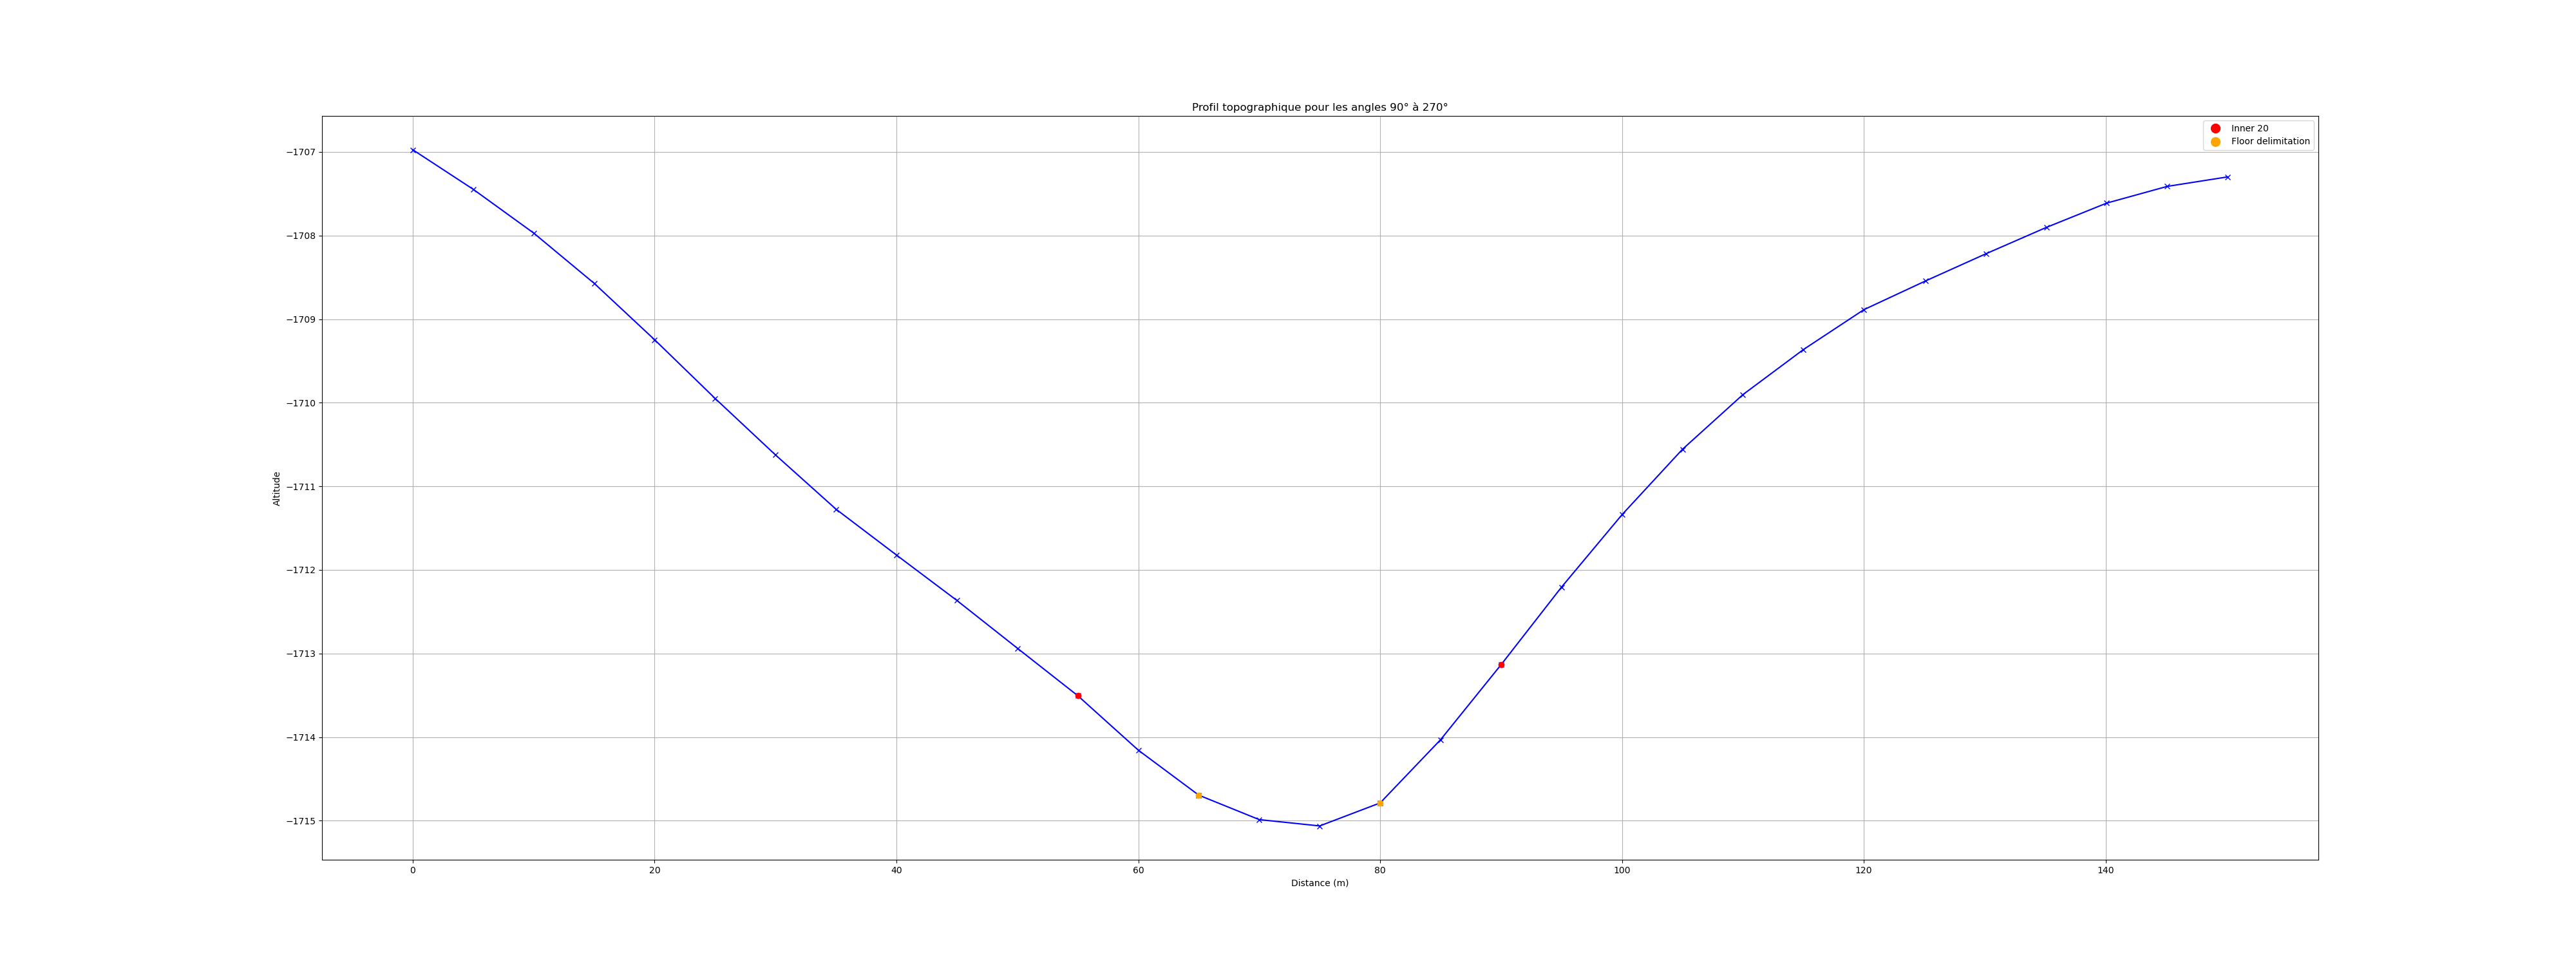 Profil topographique pour les angles 90° à 270°
Inner 20
Floor delimitation
−1707
−1708
−1709
−1710
−1711
−1712
−1713
−1714
−1715
Altitude
0 20 40 60 80 100 120 140
Distance (m)